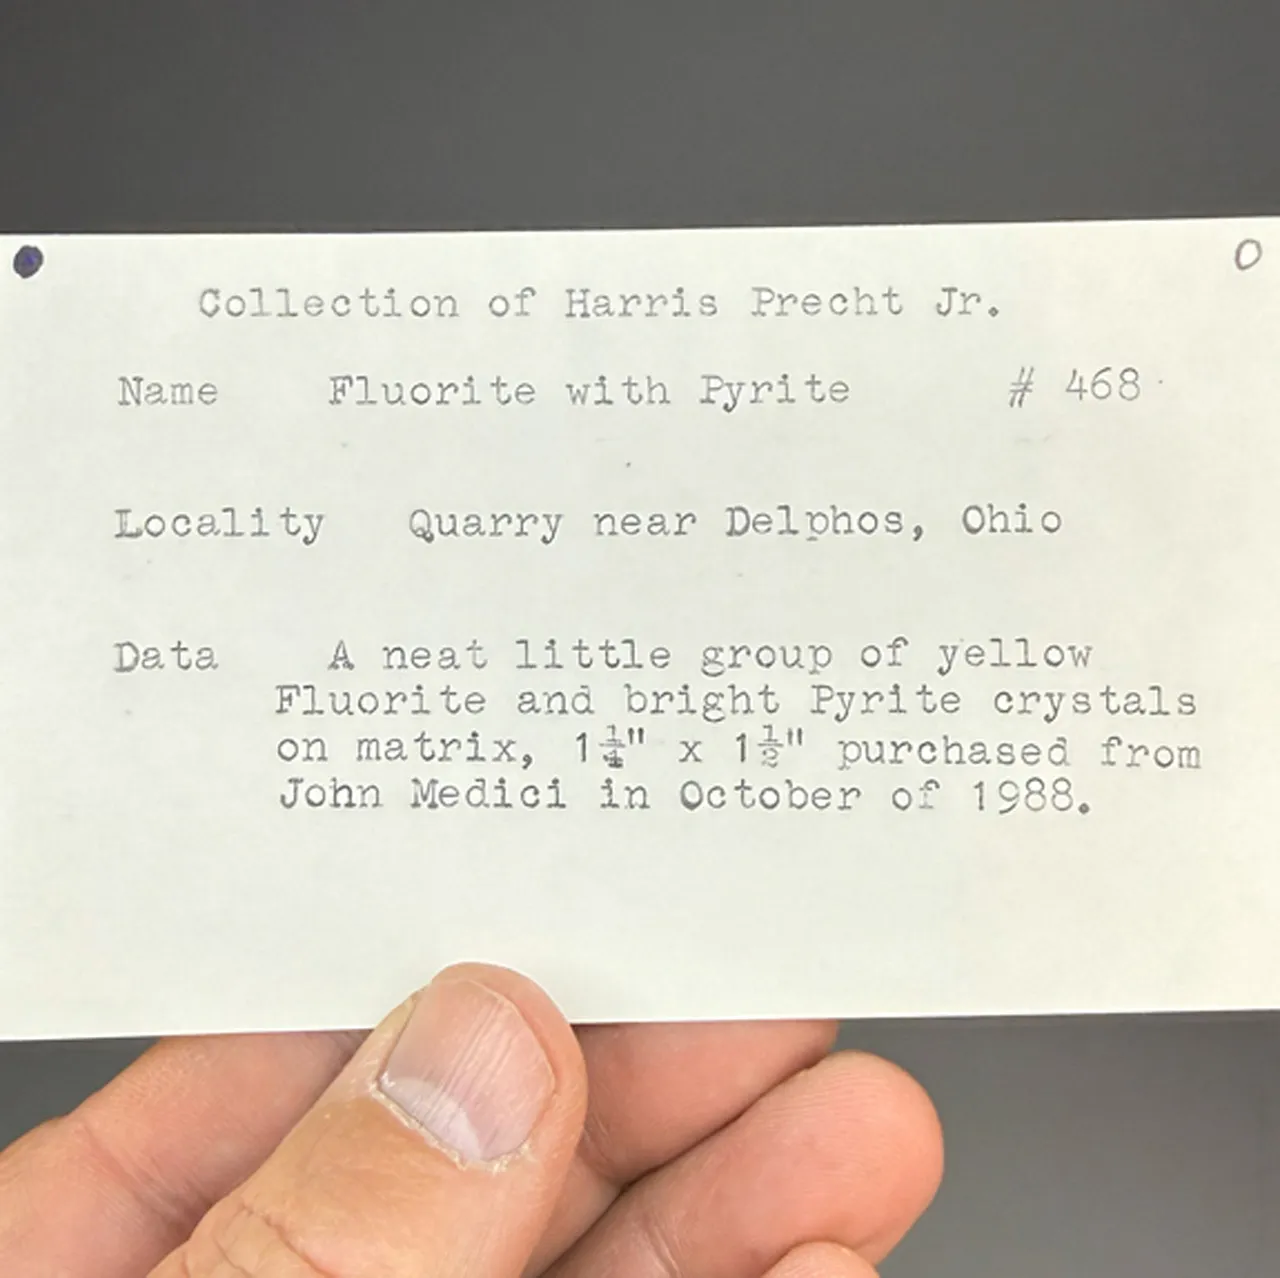 Collection of Harris Precht Jr.
Name Fluorite with Pyrite # 468
Locality Quarry near Delphos, Ohio
Data A neat little group of yellow
Fluorite and bright Pyrite crystals
on matrix, 1¼" x 1½" purchased from
John Medici in October of 1988.